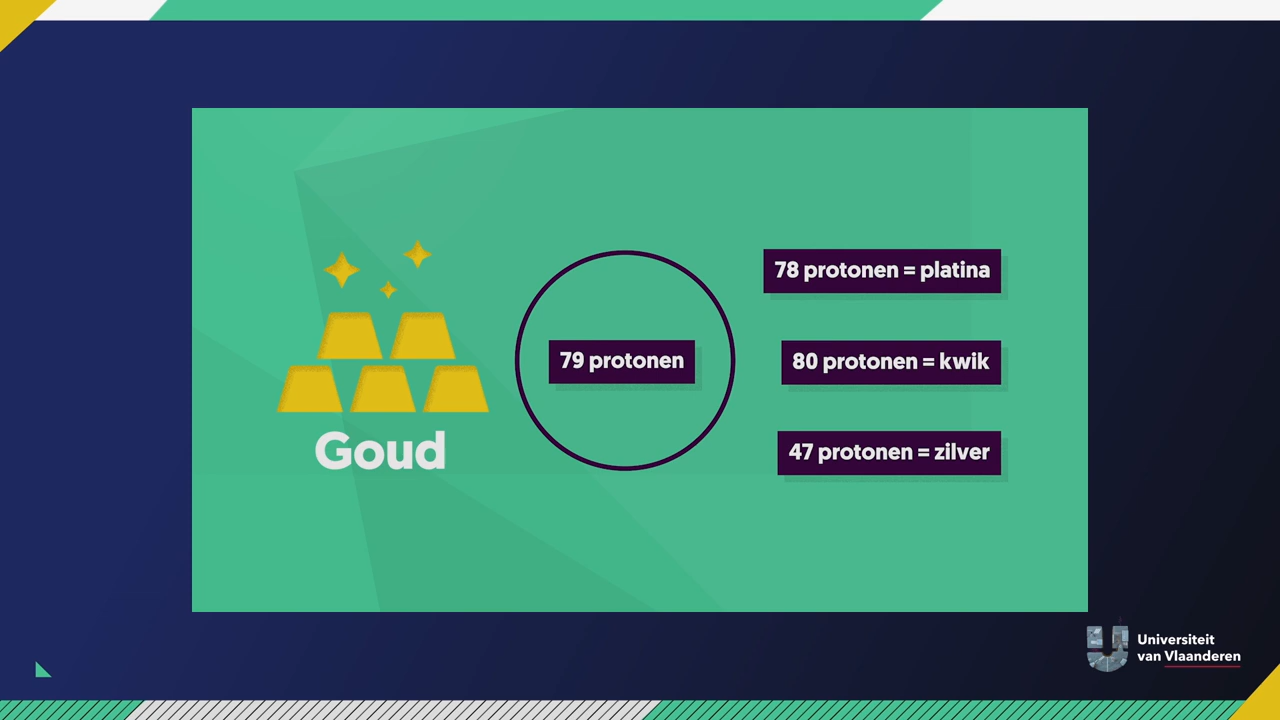 Goud
79 protonen
78 protonen = platina
80 protonen = kwik
47 protonen = zilver
Universiteit
van Vlaanderen